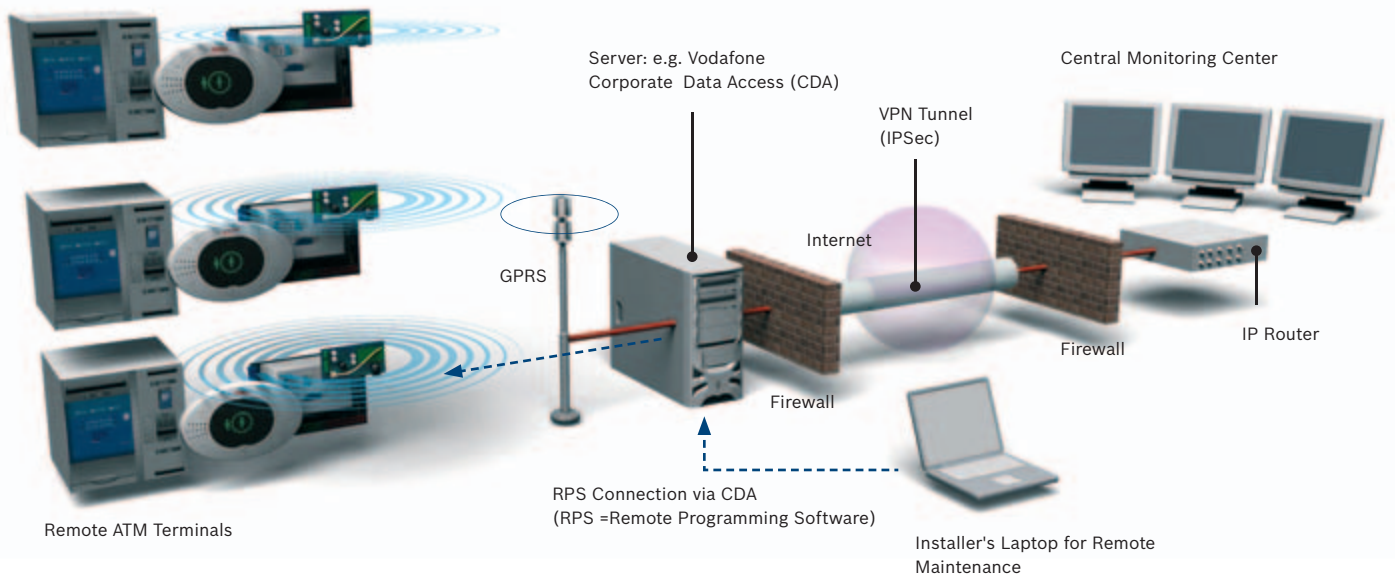 Server: e.g. Vodafone
Corporate Data Access (CDA)
Central Monitoring Center
VPN Tunnel
(IPSec)
Internet
GPRS
IP Router
Firewall
Firewall
RPS Connection via CDA
(RPS =Remote Programming Software)
Remote ATM Terminals
Installer's Laptop for Remote
Maintenance